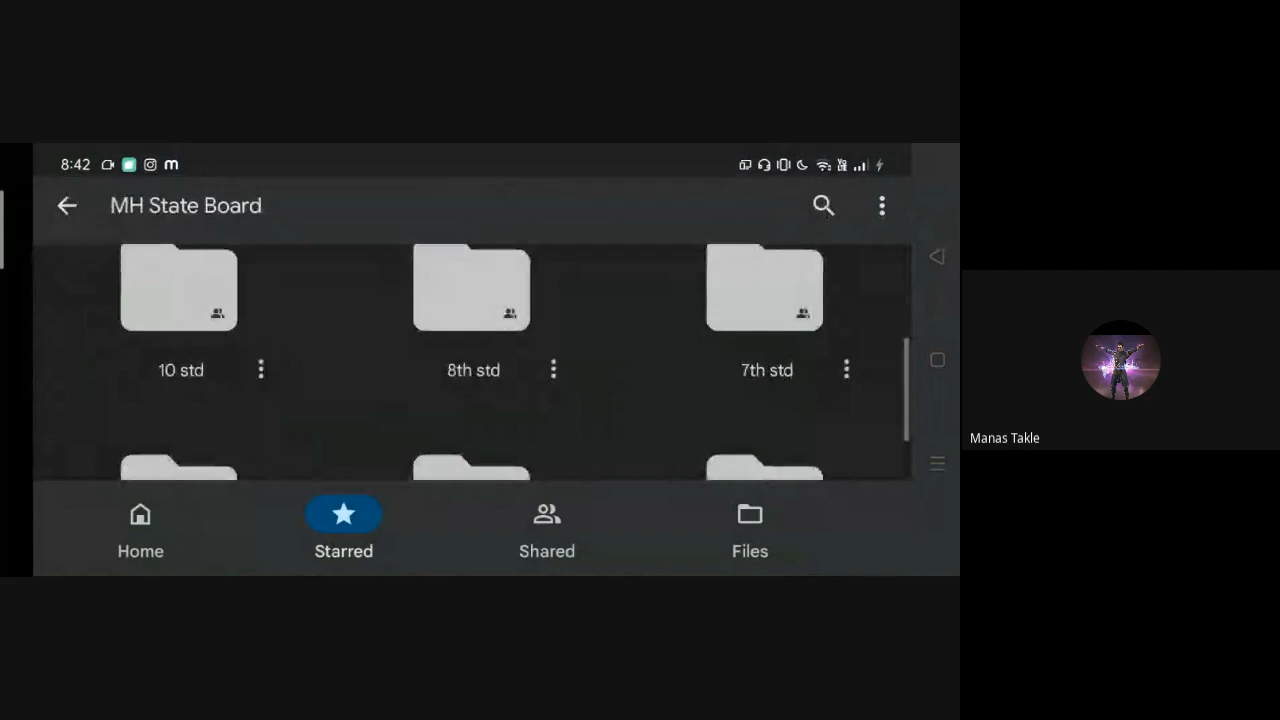 8:42
MH State Board
10 std
8th std
7th std
Home
Starred
Shared
Files
Manas Takle